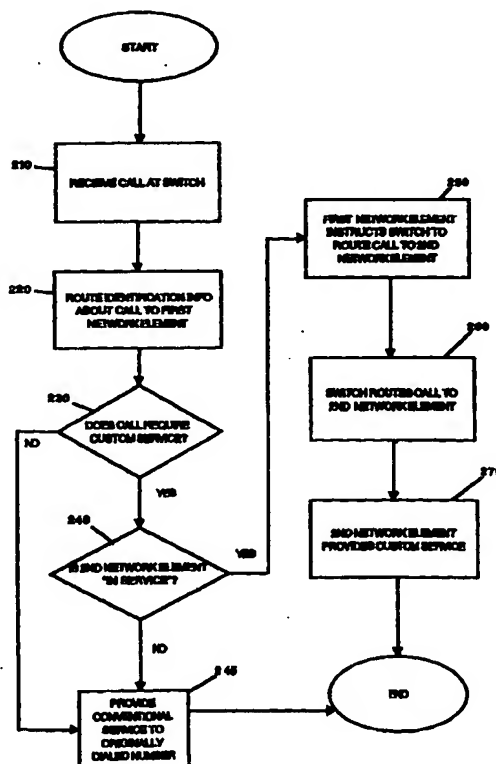 START
210
RECEIVE CALL AT SWITCH
220
ROUTE IDENTIFICATION INFO
ABOUT CALL TO FIRST
NETWORK ELEMENT
230
DOES CALL REQUIRE
CUSTOM SERVICE?
NO
YES
240
IS 2ND NETWORK ELEMENT
"IN SERVICE"?
YES
NO
245
PROVIDE
CONVENTIONAL
SERVICE TO
ORIGINALLY
DIALED NUMBER
250
FIRST NETWORK ELEMENT
INSTRUCTS SWITCH TO
ROUTE CALL TO 2ND
NETWORK ELEMENT
260
SWITCH ROUTES CALL TO
2ND NETWORK ELEMENT
270
2ND NETWORK ELEMENT
PROVIDES CUSTOM SERVICE
END